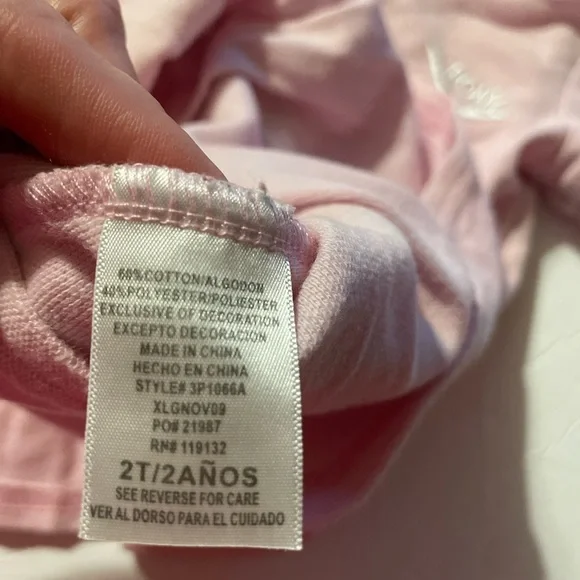 60% COTTON/ALGODON
40% POLYESTER/POLIESTER
EXCLUSIVE OF DECORATION
EXCEPTO DECORACION
MADE IN CHINA
HECHO EN CHINA
STYLE# 3P1066A
XLGNOV09
PO# 21987
RN# 119132
2T/2AÑOS
SEE REVERSE FOR CARE
VER AL DORSO PARA EL CUIDADO